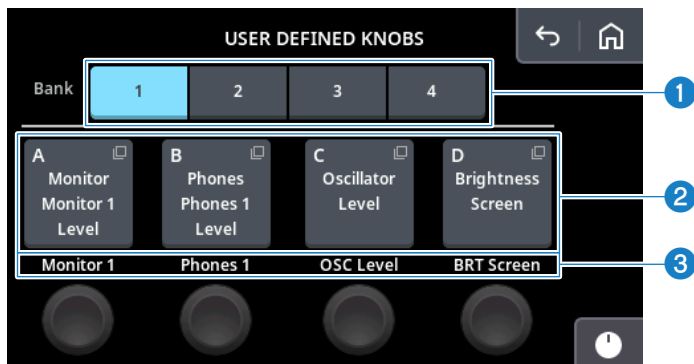 USER DEFINED KNOBS
Bank 1 2 3 4
1
A B C D
Monitor Phones Oscillator Brightness
Monitor 1 Phones 1 Level Screen
Level Level
2
Monitor 1 Phones 1 OSC Level BRT Screen
3